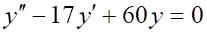 y″ − 17y′ + 60y = 0